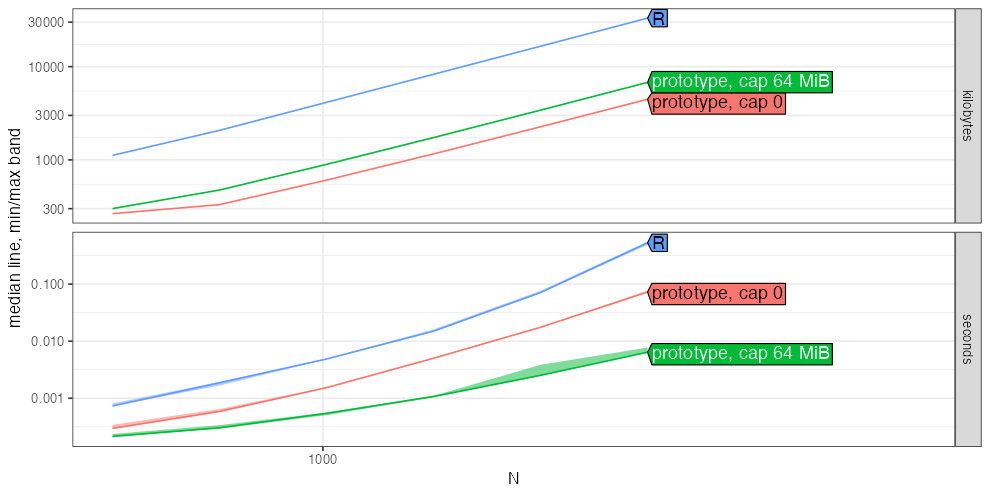 median line, min/max band
30000
10000
3000
1000
300
R
prototype, cap 64 MiB
prototype, cap 0
kilobytes
0.100
0.010
0.001
R
prototype, cap 0
prototype, cap 64 MiB
seconds
1000
N